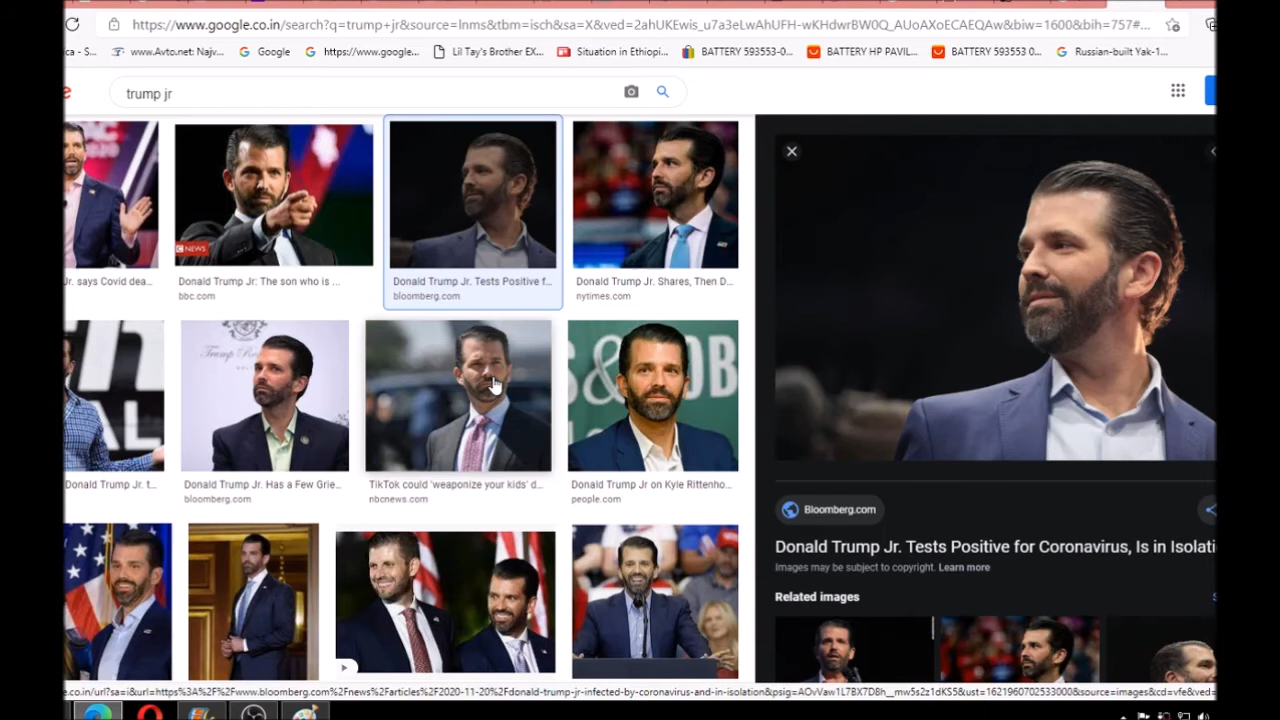 https://www.google.co.in/search?q=trump+jr&source=lnms&tbm=isch&sa=X&ved=2ahUKEwis_u7a3eLwAhUFH-wKHdwrBW0Q_AUoAXoECAEQAw&biw=1600&bih=757#...
ca - S... www.Avto.net: Najv... Google https://www.google... Lil Tay's Brother EX... Situation in Ethiopi... BATTERY 593553-0... BATTERY HP PAVIL... BATTERY 593553 0... Russian-built Yak-1...
trump jr
NEWS
Jr. says Covid dea...
Donald Trump Jr: The son who is ...
bbc.com
Donald Trump Jr. Tests Positive f...
bloomberg.com
Donald Trump Jr. Shares, Then D...
nytimes.com
Donald Trump Jr. t...
Donald Trump Jr. Has a Few Grie...
bloomberg.com
TikTok could 'weaponize your kids' d...
nbcnews.com
Donald Trump Jr on Kyle Rittenho...
people.com
Bloomberg.com
Donald Trump Jr. Tests Positive for Coronavirus, Is in Isolati
Images may be subject to copyright. Learn more
Related images